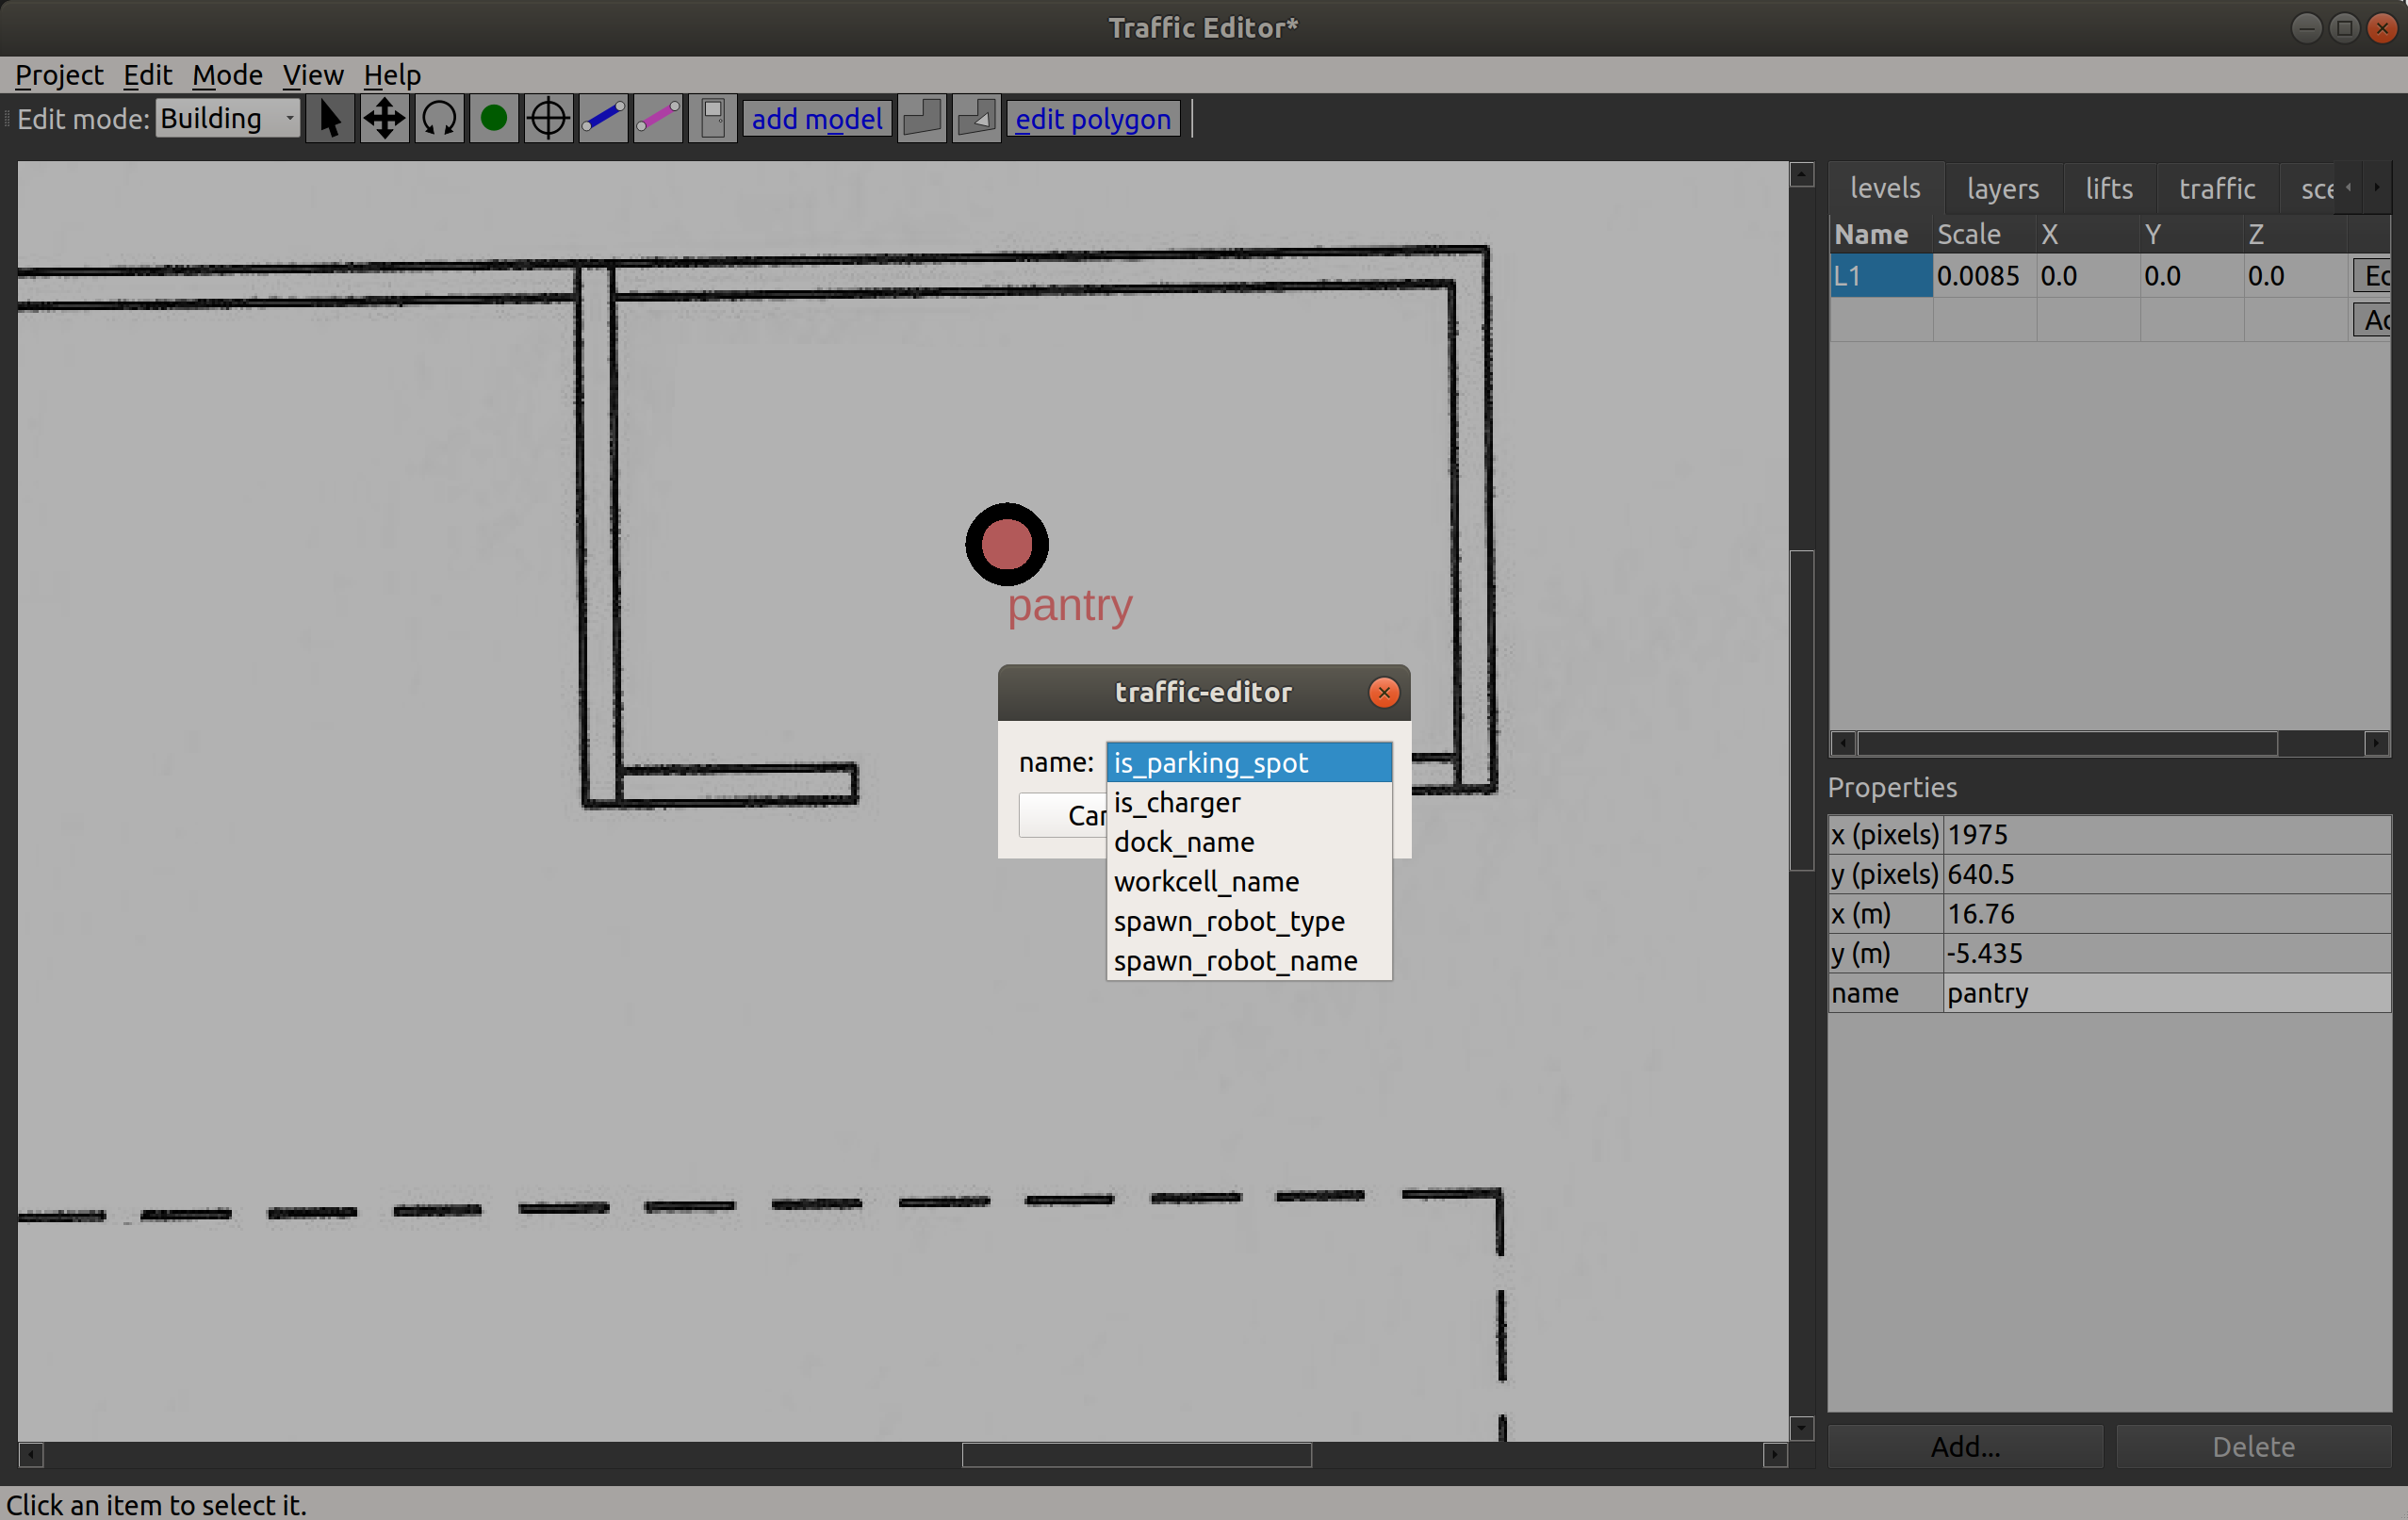 Traffic Editor*
Project Edit Mode View Help
Edit mode: Building add model edit polygon
levels layers lifts traffic sce
Name Scale X Y Z
L1 0.0085 0.0 0.0 0.0 Ec
Ac
pantry
traffic-editor
name: is_parking_spot
Car is_charger
dock_name
workcell_name
spawn_robot_type
spawn_robot_name
Properties
x (pixels) 1975
y (pixels) 640.5
x (m) 16.76
y (m) -5.435
name pantry
Add... Delete
Click an item to select it.